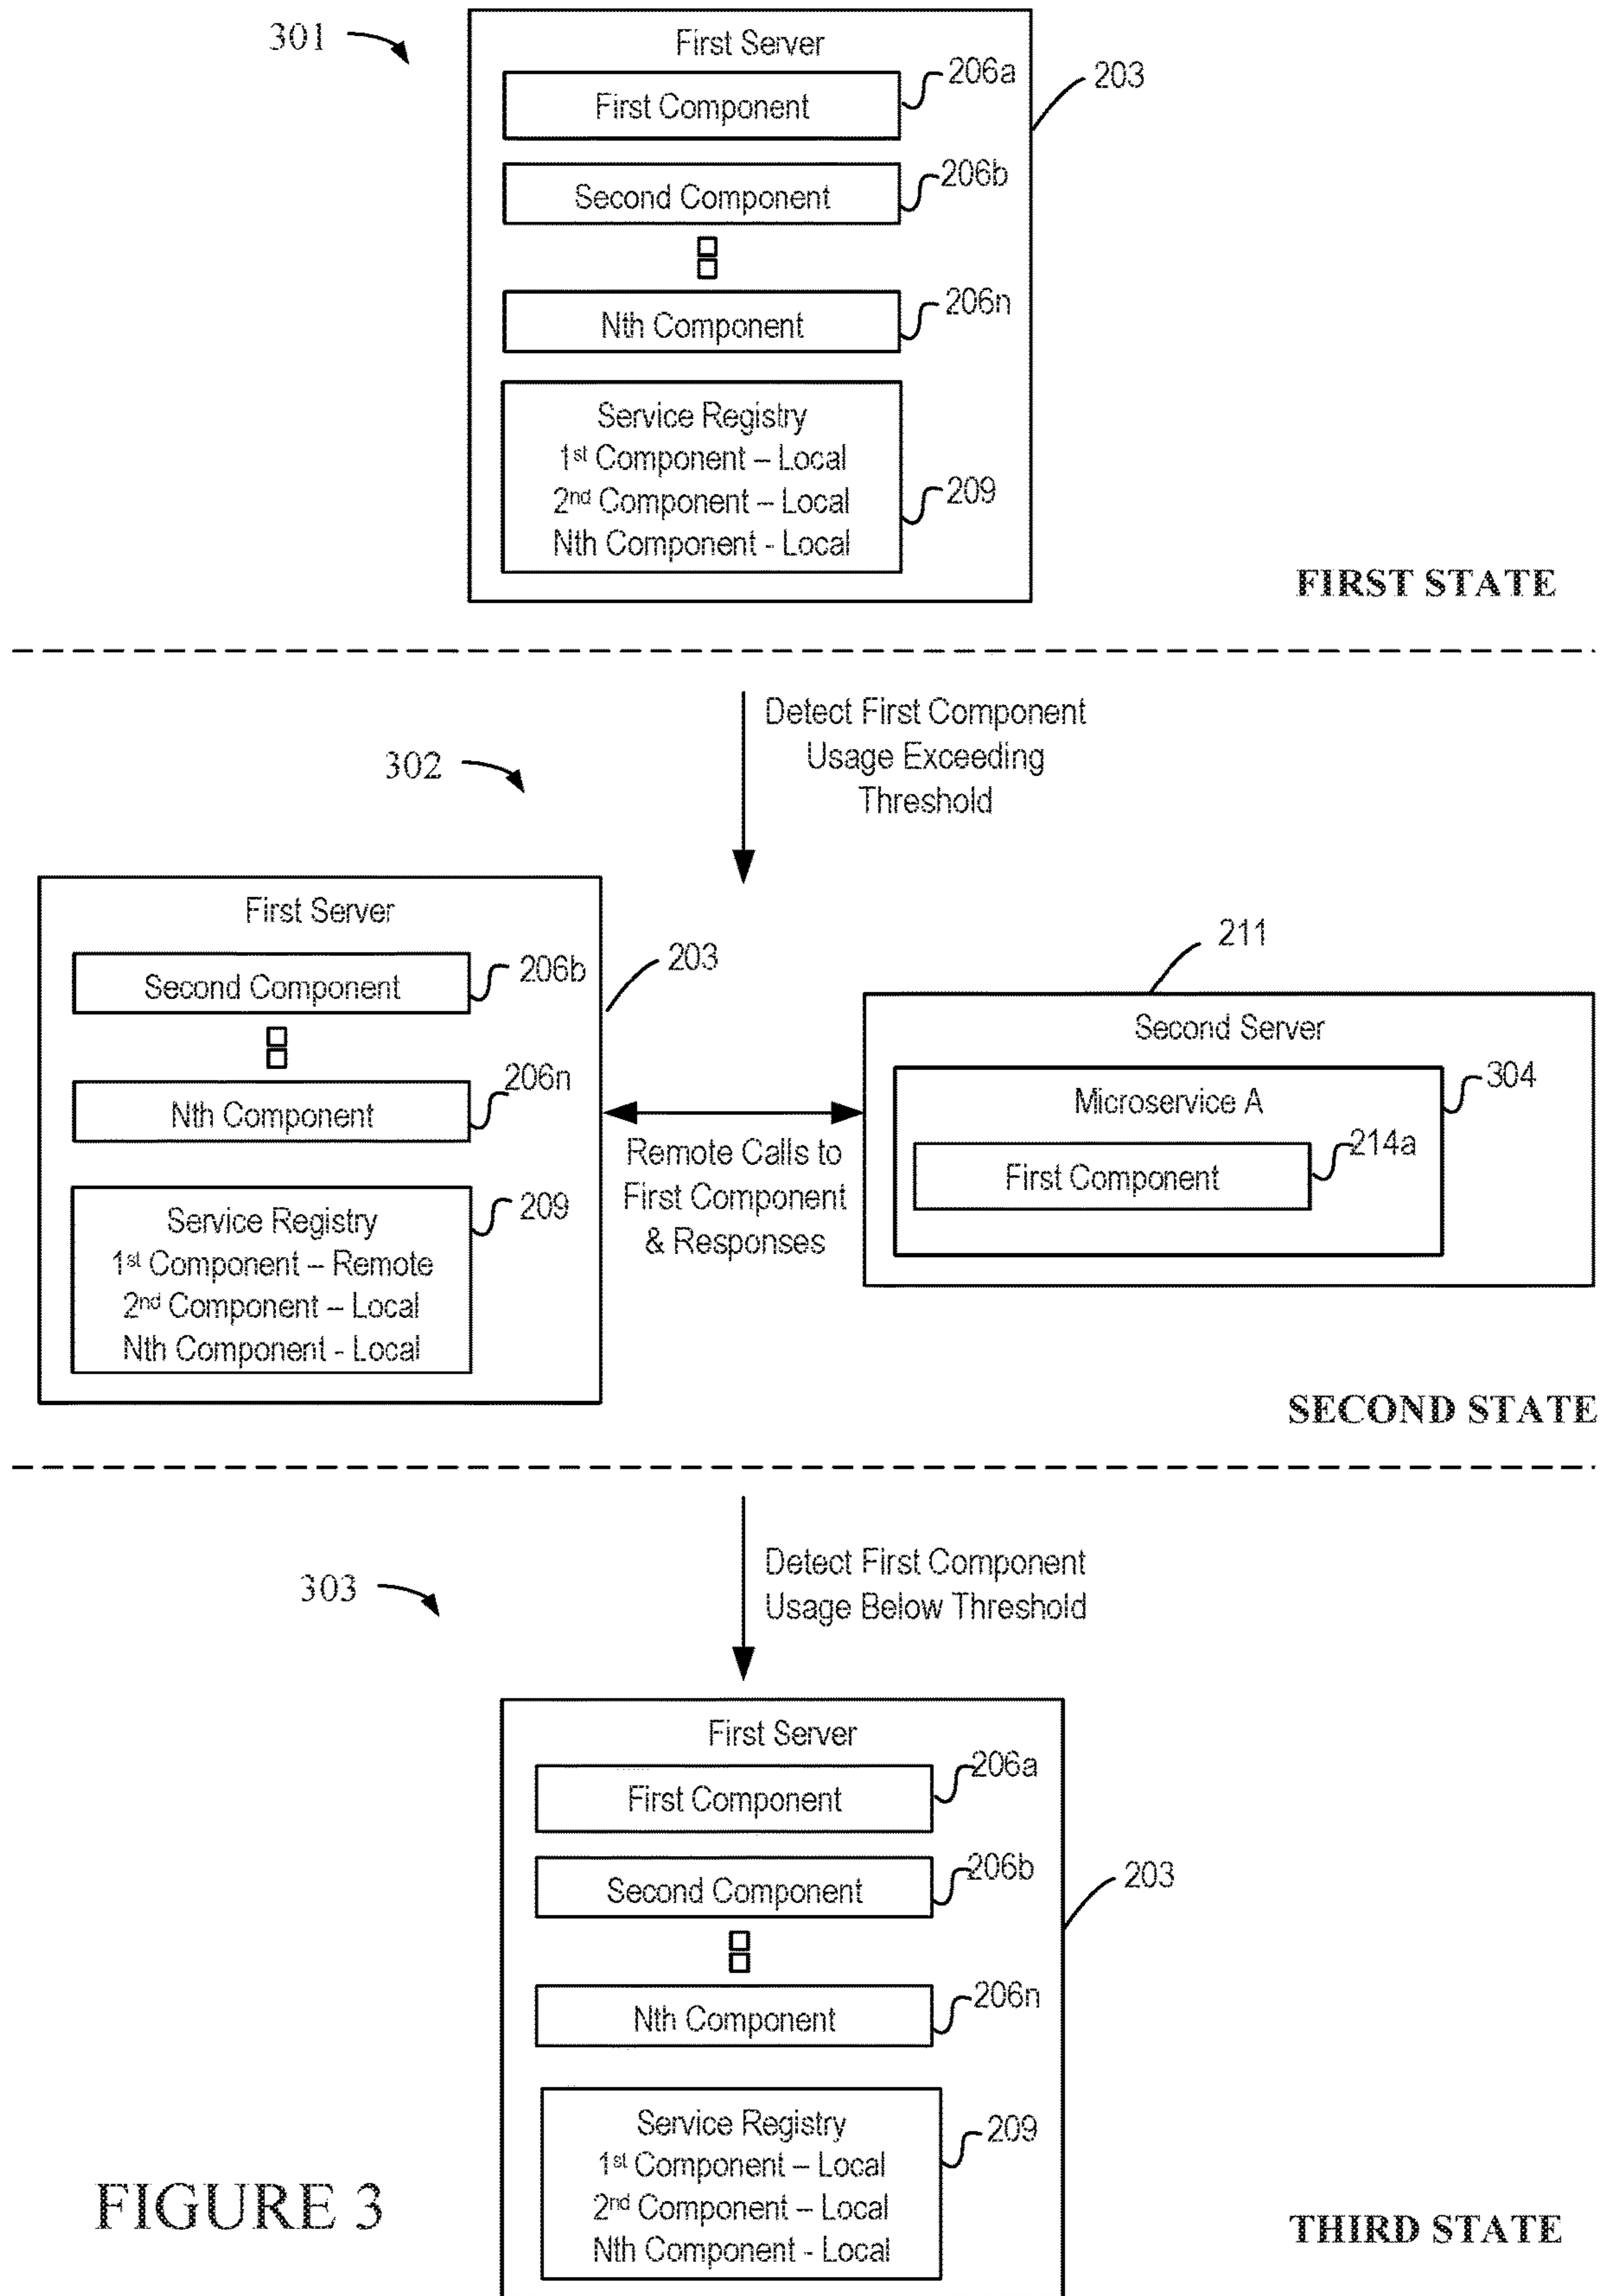 301
First Server
206a
203
First Component
206b
Second Component
206n
Nth Component
Service Registry
1st Component – Local
2nd Component – Local
209
Nth Component - Local
FIRST STATE
Detect First Component
Usage Exceeding
Threshold
302
First Server
206b
203
Second Component
206n
Nth Component
209
Service Registry
1st Component – Remote
2nd Component – Local
Nth Component - Local
Remote Calls to
First Component
& Responses
211
Second Server
304
Microservice A
214a
First Component
SECOND STATE
Detect First Component
Usage Below Threshold
303
First Server
206a
First Component
206b
203
Second Component
206n
Nth Component
Service Registry
209
1st Component – Local
2nd Component – Local
Nth Component - Local
FIGURE 3
THIRD STATE